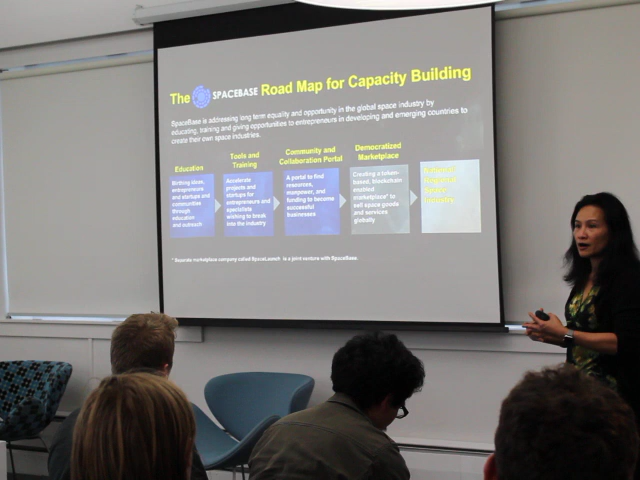 The SPACEBASE Road Map for Capacity Building
SpaceBase is addressing long term equality and opportunity in the global space industry by
educating, training and giving opportunities to entrepreneurs in developing and emerging countries to
create their own space industries.
Education
Birthing ideas,
entrepreneurs
and startups and
communities
through
education
and outreach
Tools and
Training
Accelerate
projects and
startups for
entrepreneurs and
specialists
wishing to break
into the industry
Community and
Collaboration Portal
A portal to find
resources,
manpower, and
funding to become
successful
businesses
Democratized
Marketplace
Creating a token-
based, blockchain
enabled
marketplace* to
sell space goods
and services
globally
Space
Industry
* Separate marketplace company called SpaceLaunch is a joint venture with SpaceBase.